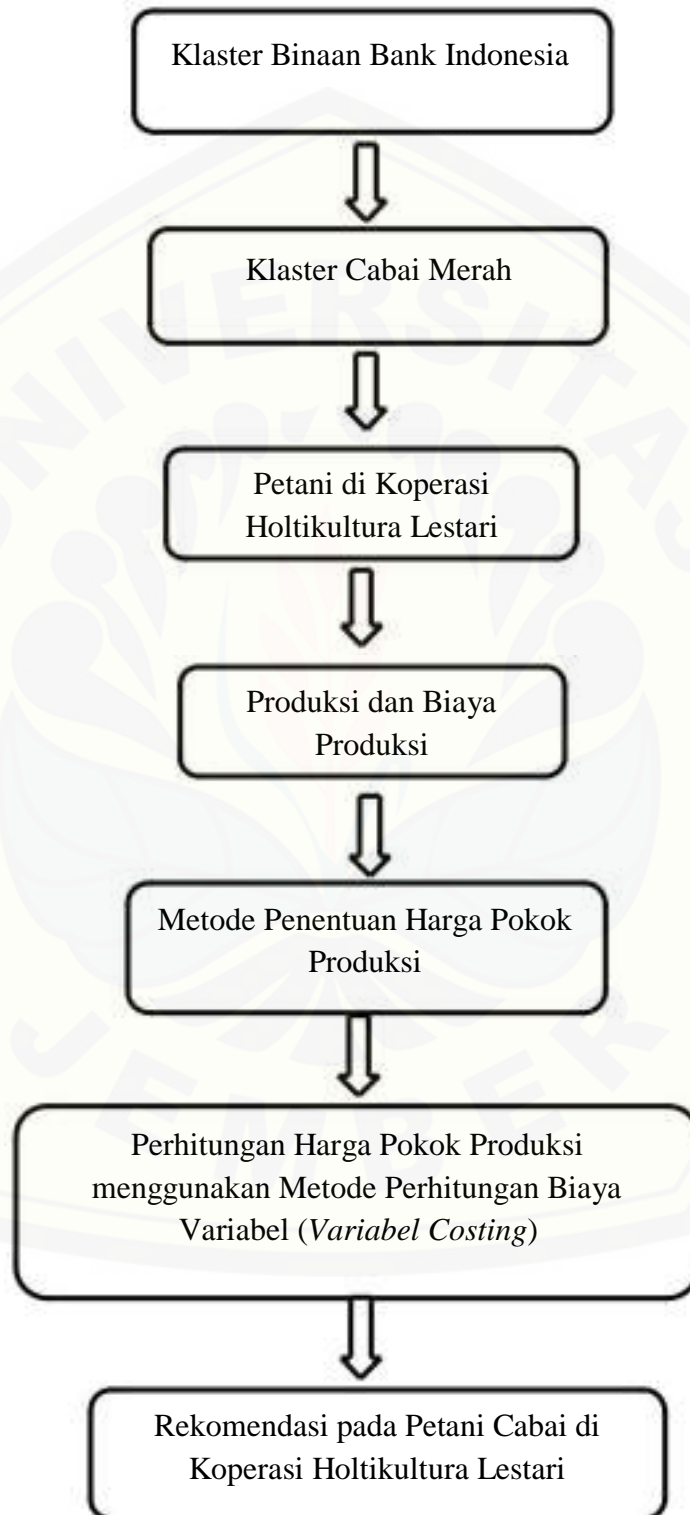 Klaster Binaan Bank Indonesia
Klaster Cabai Merah
UNIVERSITAS
Petani di Koperasi
Holtikultura Lestari
Produksi dan Biaya
Produksi
Metode Penentuan Harga Pokok
Produksi
JEMBER
Perhitungan Harga Pokok Produksi
menggunakan Metode Perhitungan Biaya
Variabel (Variabel Costing)
Rekomendasi pada Petani Cabai di
Koperasi Holtikultura Lestari